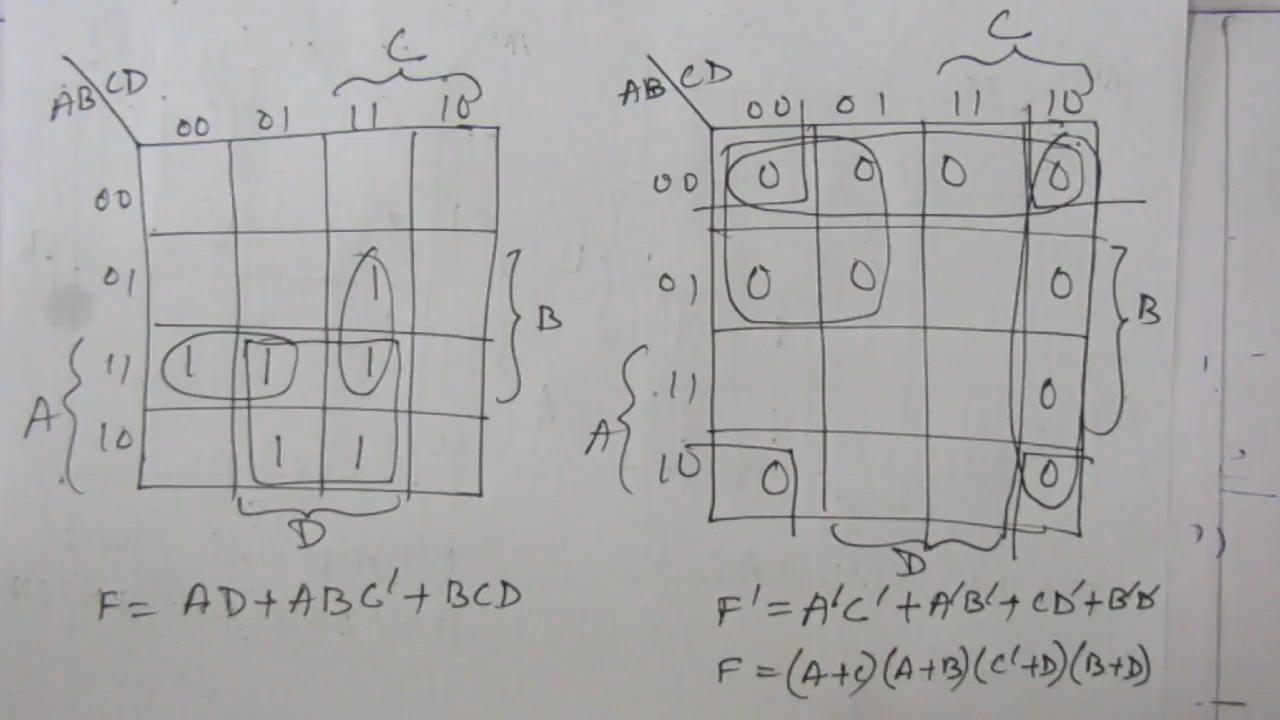 C
AB CD
00 01 11 10
00
01 1 B
A 11 1 1 1
10 1 1
D
F = AD + ABC' + BCD
C
AB CD
00 01 11 10
00 0 0 0 0
01 0 0 0 B
A 11 0
10 0 0
D
F' = A'C' + A'B' + CD' + B'D'
F = (A+C)(A+B)(C'+D)(B+D)